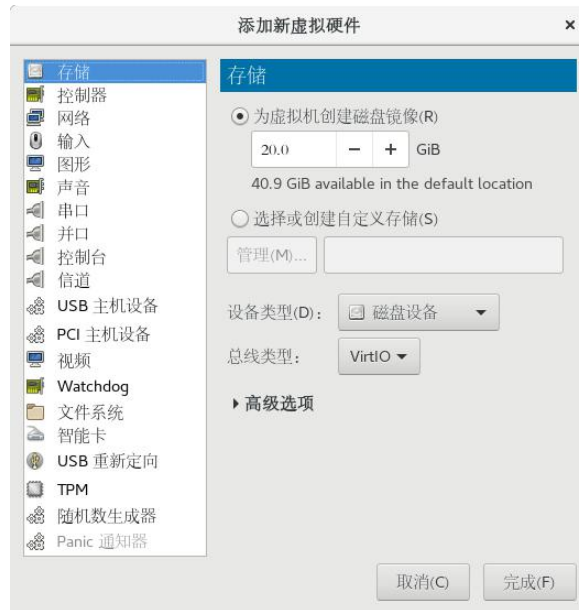 添加新虚拟硬件
×
存储
控制器
网络
输入
图形
声音
串口
并口
控制台
信道
USB 主机设备
PCI 主机设备
视频
Watchdog
文件系统
智能卡
USB 重新定向
TPM
随机数生成器
Panic 通知器
存储
为虚拟机创建磁盘镜像(R)
20.0 − + GiB
40.9 GiB available in the default location
选择或创建自定义存储(S)
管理(M)...
设备类型(D)： 磁盘设备
总线类型： VirtIO
高级选项
取消(C) 完成(F)